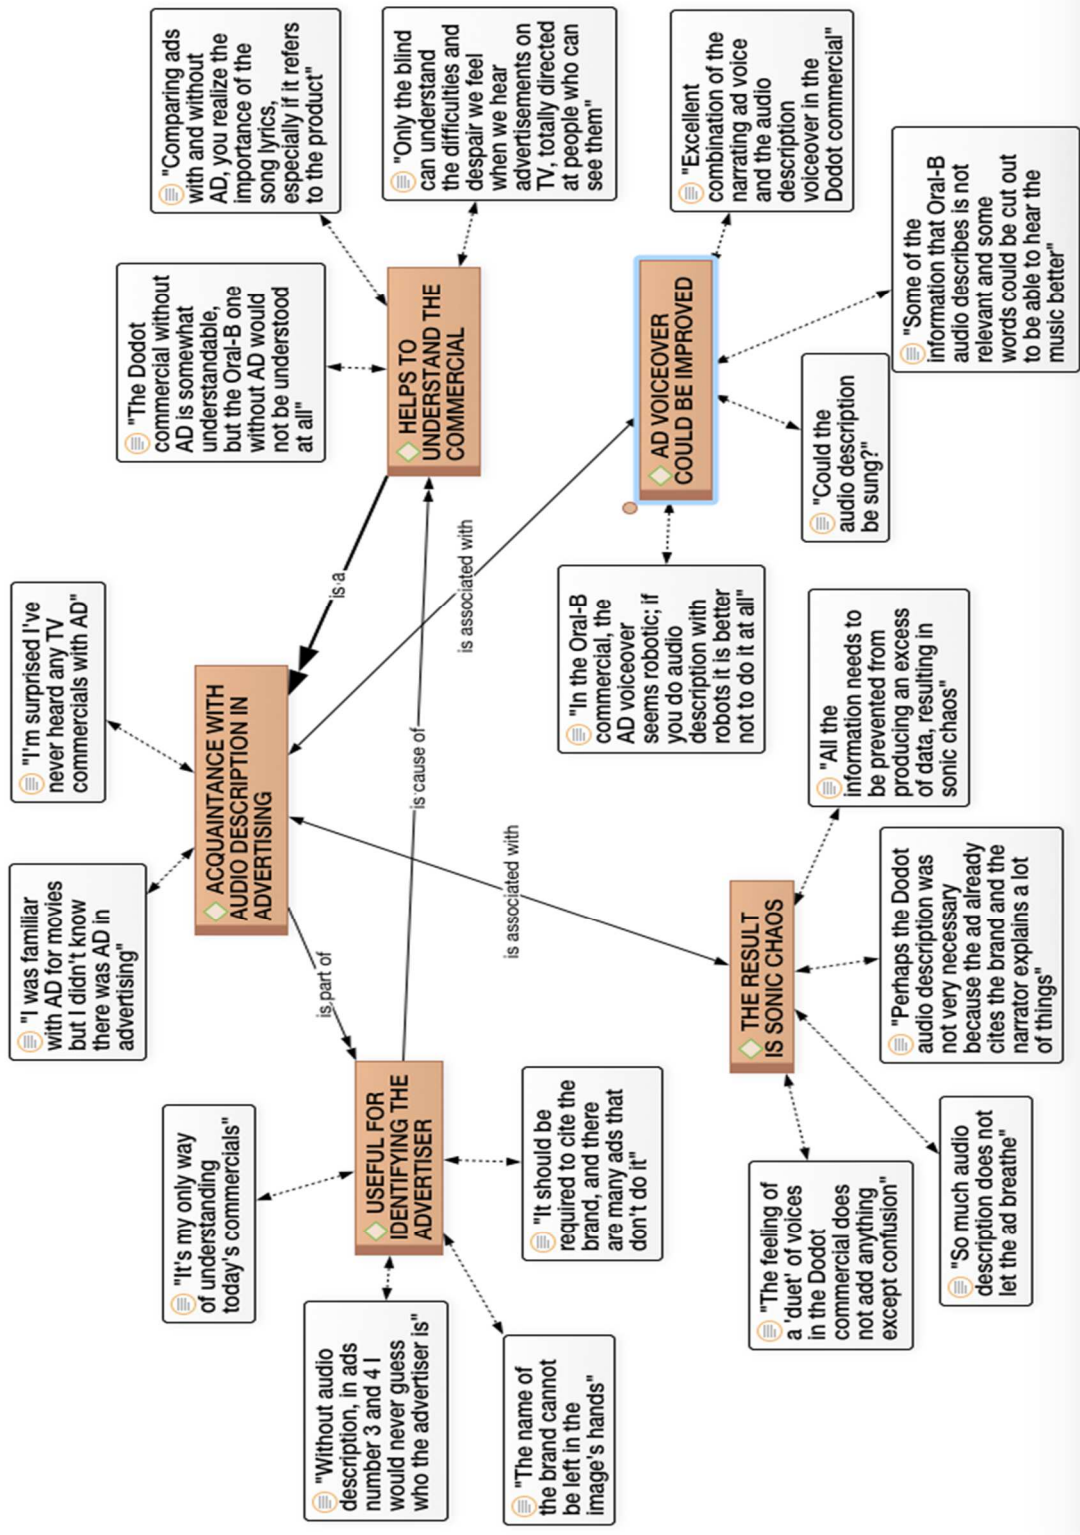 "I was familiar
with AD for movies
but I didn't know
there was AD in
advertising"
"I'm surprised I've
never heard any TV
commercials with AD"
"The Dodot
commercial without
AD is somewhat
understandable,
but the Oral-B one
without AD would
not be understood
at all"
"Comparing ads
with and without
AD, you realize the
importance of the
song lyrics,
especially if it refers
to the product"
"It's my only way
of understanding
today's commercials"
ACQUAINTANCE WITH
AUDIO DESCRIPTION IN
ADVERTISING
is a
is part of
"Without audio
description, in ads
number 3 and 4 I
would never guess
who the advertiser is"
USEFUL FOR
IDENTIFYING THE
ADVERTISER
is cause of
HELPS TO
UNDERSTAND THE
COMMERCIAL
"Only the blind
can understand
the difficulties and
despair we feel
when we hear
advertisements on
TV, totally directed
at people who can
see them"
is associated with
is associated with
"The name of
the brand cannot
be left in the
image's hands"
"It should be
required to cite the
brand, and there
are many ads that
don't do it"
"In the Oral-B
commercial, the
AD voiceover
seems robotic; if
you do audio
description with
robots it is better
not to do it at all"
AD VOICEOVER
COULD BE IMPROVED
"Excellent
combination of the
narrating ad voice
and the audio
description
voiceover in the
Dodot commercial"
THE RESULT
IS SONIC CHAOS
"The feeling of
a 'duet' of voices
in the Dodot
commercial does
not add anything
except confusion"
"All the
information needs to
be prevented from
producing an excess
of data, resulting in
sonic chaos"
"Could the
audio description
be sung?"
"Some of the
information that Oral-B
audio describes is not
relevant and some
words could be cut out
to be able to hear the
music better"
"So much audio
description does not
let the ad breathe"
"Perhaps the Dodot
audio description was
not very necessary
because the ad already
cites the brand and the
narrator explains a lot
of things"